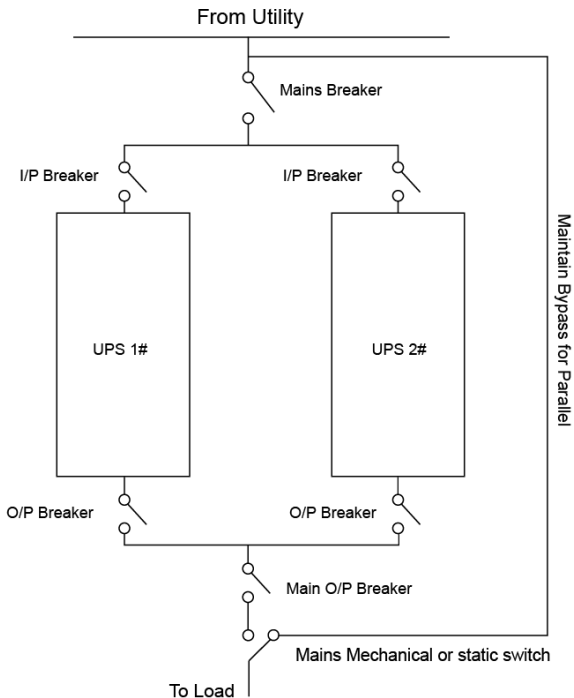 From Utility
Mains Breaker
I/P Breaker
I/P Breaker
UPS 1#
UPS 2#
Maintain Bypass for Parallel
O/P Breaker
O/P Breaker
Main O/P Breaker
Mains Mechanical or static switch
To Load